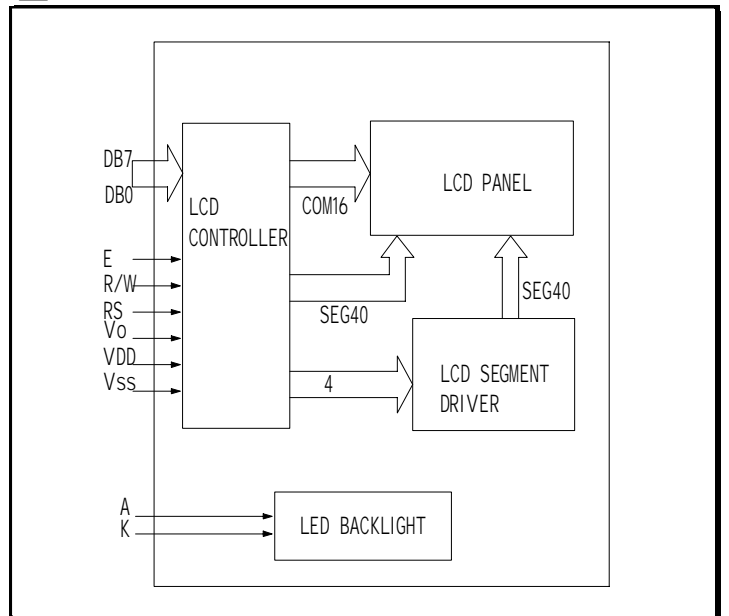 DB7
DB0
E
R/W
RS
Vo
VDD
Vss
A
K
LCD
CONTROLLER
COM16
SEG40
4
LCD PANEL
SEG40
LCD SEGMENT
DRIVER
LED BACKLIGHT